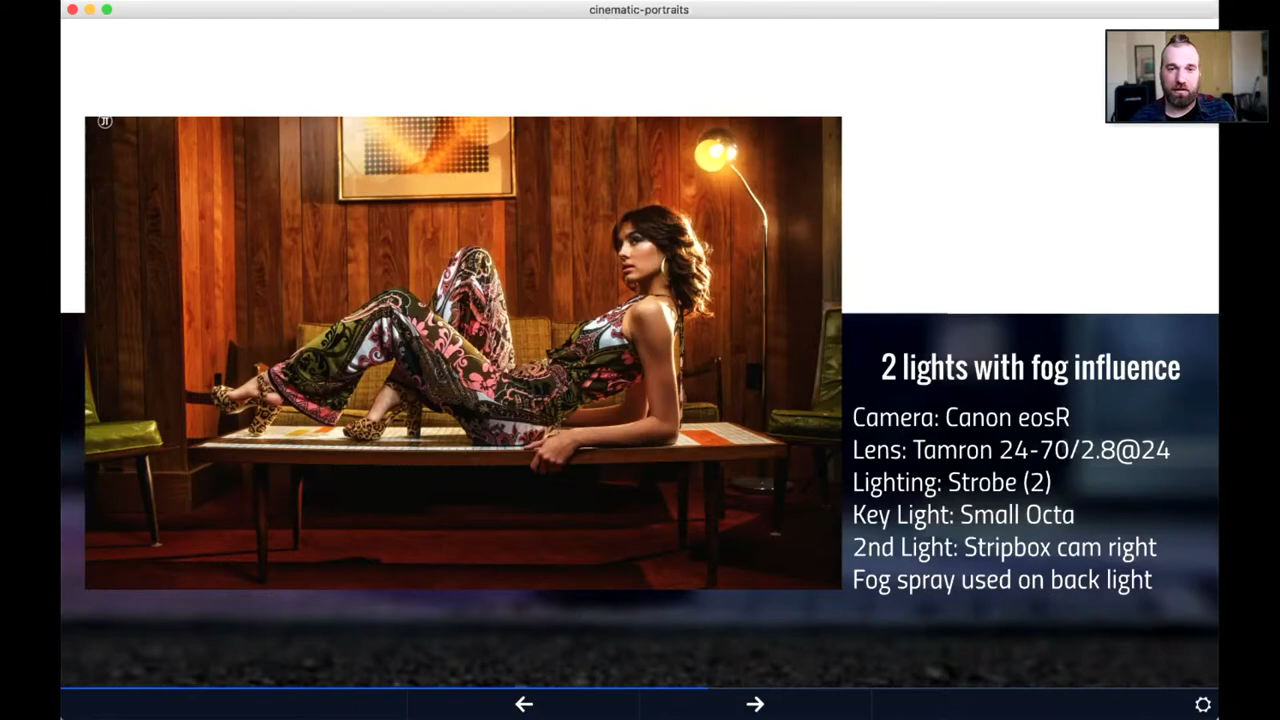 cinematic-portraits
2 lights with fog influence
Camera: Canon eosR
Lens: Tamron 24-70/2.8@24
Lighting: Strobe (2)
Key Light: Small Octa
2nd Light: Stripbox cam right
Fog spray used on back light